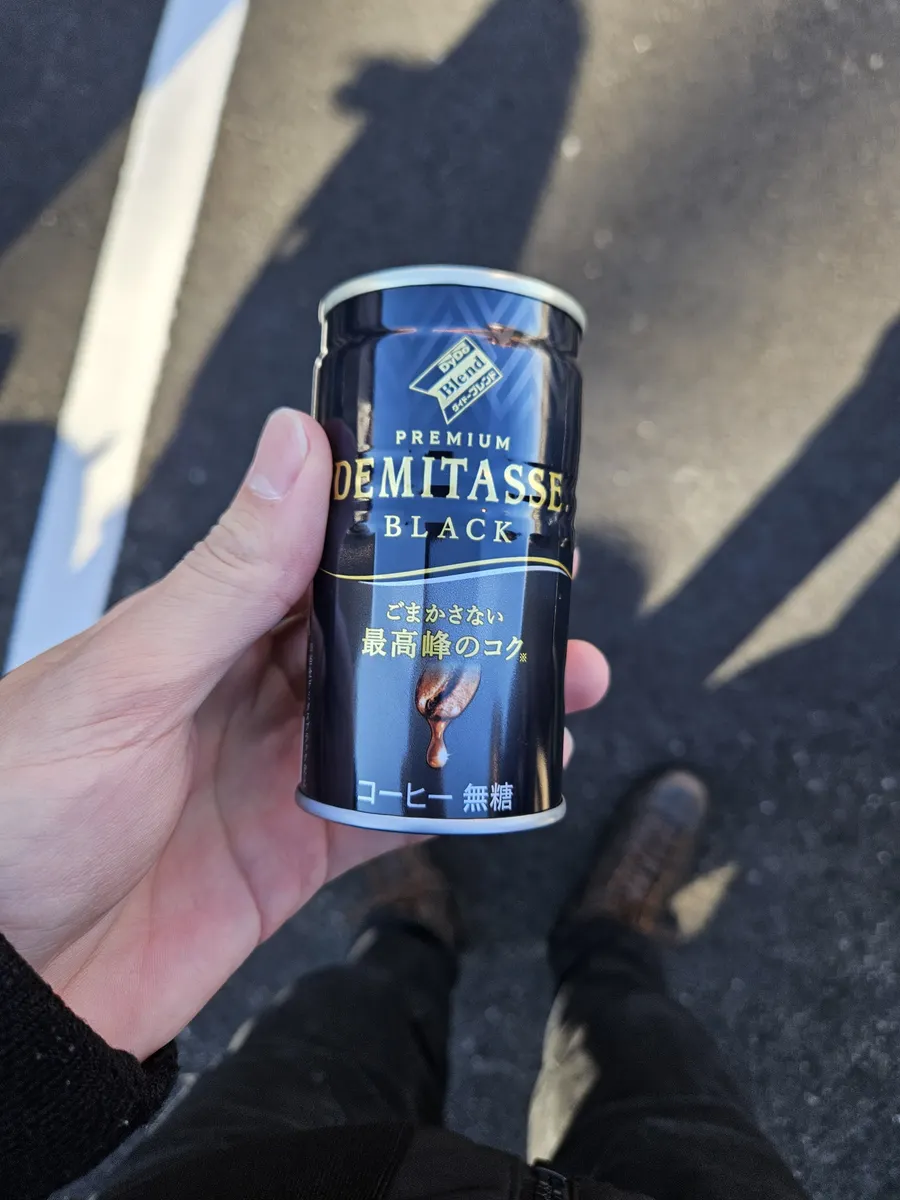 DyDo
Blend
ダイドーブレンド
PREMIUM
DEMITASSE
BLACK
ごまかさない
最高峰のコク※
コーヒー 無糖